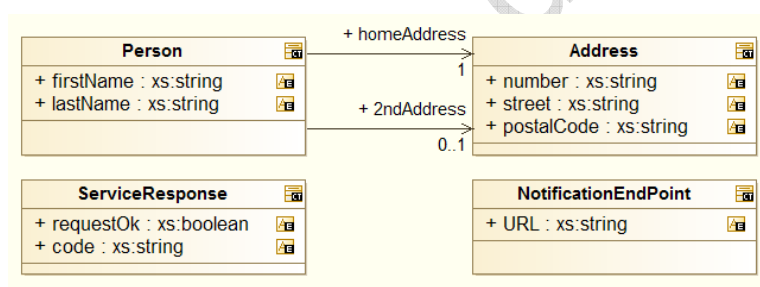 Person
+ firstName : xs:string
+ lastName : xs:string
+ homeAddress
1
+ 2ndAddress
0..1
Address
+ number : xs:string
+ street : xs:string
+ postalCode : xs:string
ServiceResponse
+ requestOk : xs:boolean
+ code : xs:string
NotificationEndPoint
+ URL : xs:string